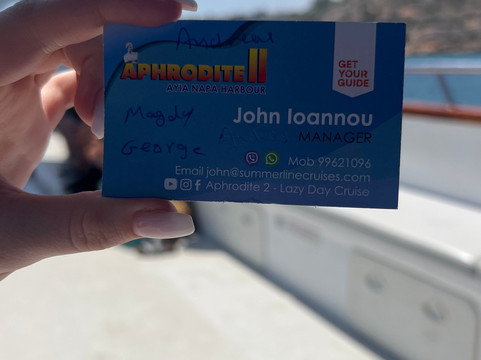 APHRODITE II
AYIA NAPA HARBOUR
GET
YOUR
GUIDE
Magdy
George
John Ioannou
MANAGER
Mob 99621096
Email john@summerlinecruises.com
Aphrodite 2 - Lazy Day Cruise